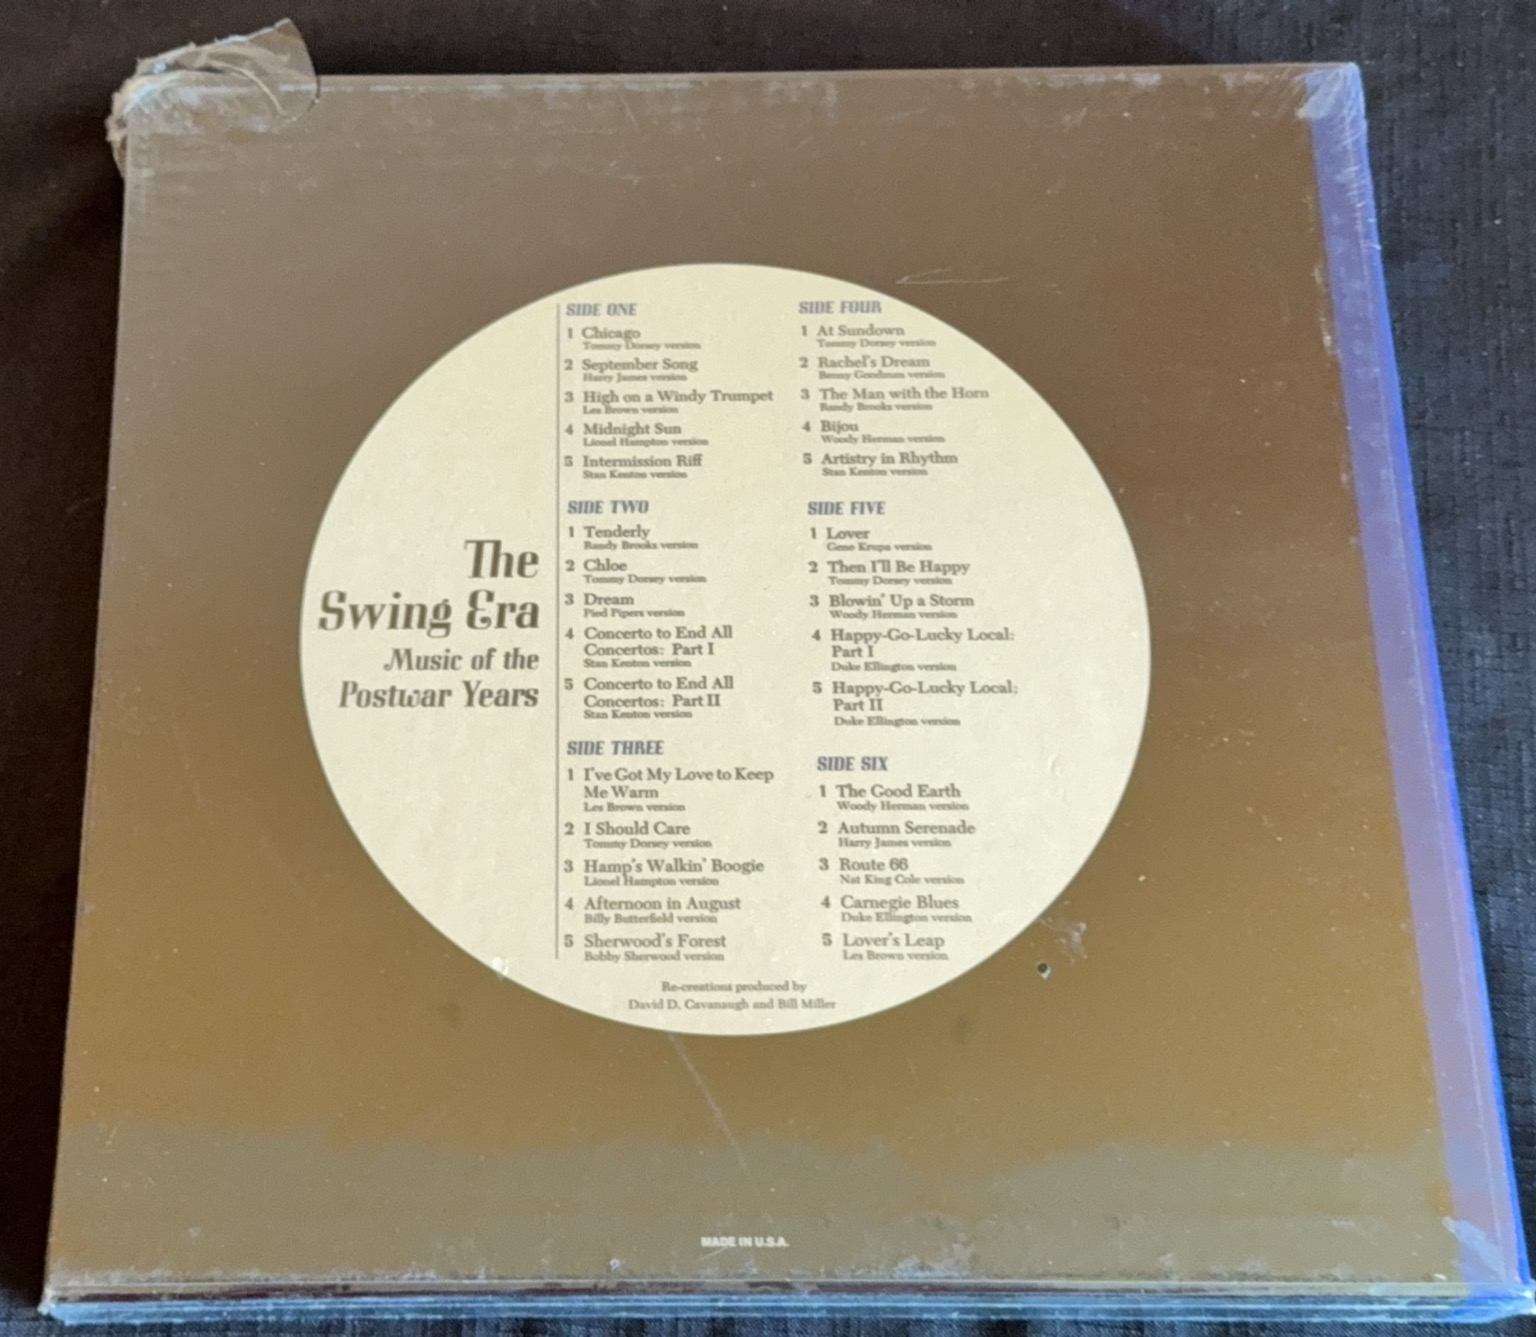 The
Swing Era
Music of the
Postwar Years
SIDE ONE
1 Chicago
Tommy Dorsey version
2 September Song
Harry James version
3 High on a Windy Trumpet
Les Brown version
4 Midnight Sun
Lionel Hampton version
5 Intermission Riff
Stan Kenton version
SIDE TWO
1 Tenderly
Randy Brooks version
2 Chloe
Tommy Dorsey version
3 Dream
Pied Pipers version
4 Concerto to End All
Concertos: Part I
Stan Kenton version
5 Concerto to End All
Concertos: Part II
Stan Kenton version
SIDE THREE
1 I've Got My Love to Keep
Me Warm
Les Brown version
2 I Should Care
Tommy Dorsey version
3 Hamp's Walkin' Boogie
Lionel Hampton version
4 Afternoon in August
Billy Butterfield version
5 Sherwood's Forest
Bobby Sherwood version
SIDE FOUR
1 At Sundown
Tommy Dorsey version
2 Rachel's Dream
Benny Goodman version
3 The Man with the Horn
Randy Brooks version
4 Bijou
Woody Herman version
5 Artistry in Rhythm
Stan Kenton version
SIDE FIVE
1 Lover
Gene Krupa version
2 Then I'll Be Happy
Tommy Dorsey version
3 Blowin' Up a Storm
Woody Herman version
4 Happy-Go-Lucky Local:
Part I
Duke Ellington version
5 Happy-Go-Lucky Local:
Part II
Duke Ellington version
SIDE SIX
1 The Good Earth
Woody Herman version
2 Autumn Serenade
Harry James version
3 Route 66
Nat King Cole version
4 Carnegie Blues
Duke Ellington version
5 Lover's Leap
Les Brown version
Re-creations produced by
David D. Cavanaugh and Bill Miller
MADE IN U.S.A.